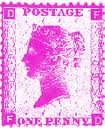 POSTAGE
F D
ONE PENNY
D F